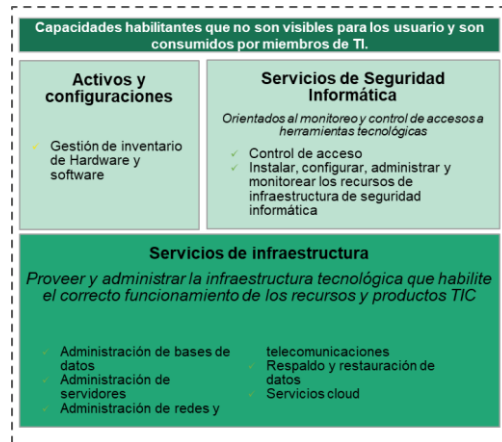 Capacidades habilitantes que no son visibles para los usuario y son
consumidos por miembros de TI.
Activos y
configuraciones
Gestión de inventario
de Hardware y
software
Servicios de Seguridad
Informática
Orientados al monitoreo y control de accesos a
herramientas tecnológicas
Control de acceso
Instalar, configurar, administrar y
monitorear los recursos de
infraestructura de seguridad
informática
Servicios de infraestructura
Proveer y administrar la infraestructura tecnológica que habilite
el correcto funcionamiento de los recursos y productos TIC
Administración de bases de
datos
Administración de
servidores
Administración de redes y
telecomunicaciones
Respaldo y restauración de
datos
Servicios cloud